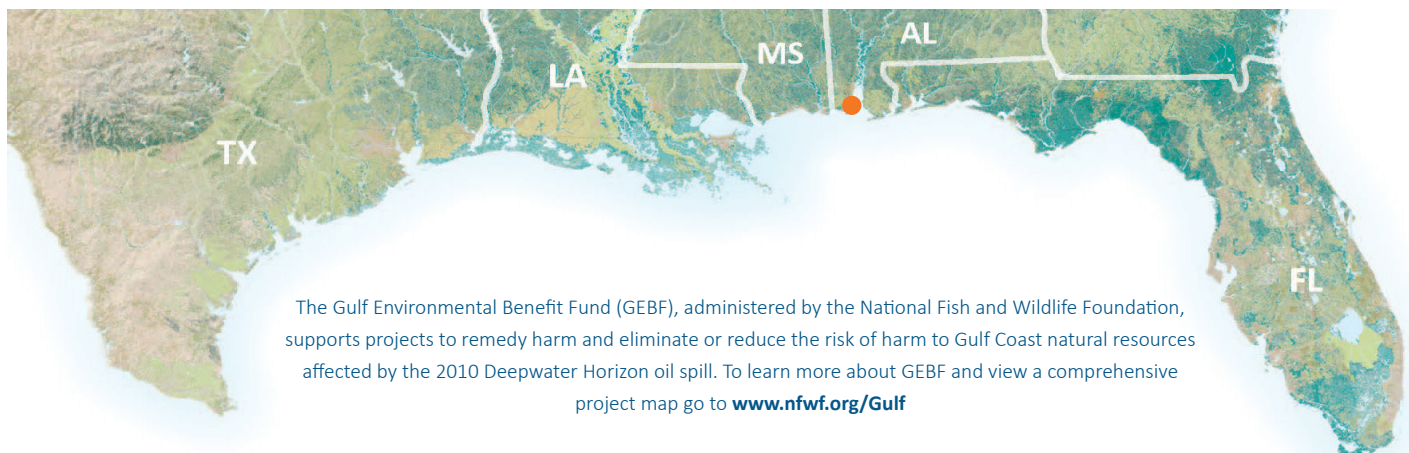 AL
MS
LA
TX
FL
The Gulf Environmental Benefit Fund (GEBF), administered by the National Fish and Wildlife Foundation,
supports projects to remedy harm and eliminate or reduce the risk of harm to Gulf Coast natural resources
affected by the 2010 Deepwater Horizon oil spill. To learn more about GEBF and view a comprehensive
project map go to www.nfwf.org/Gulf